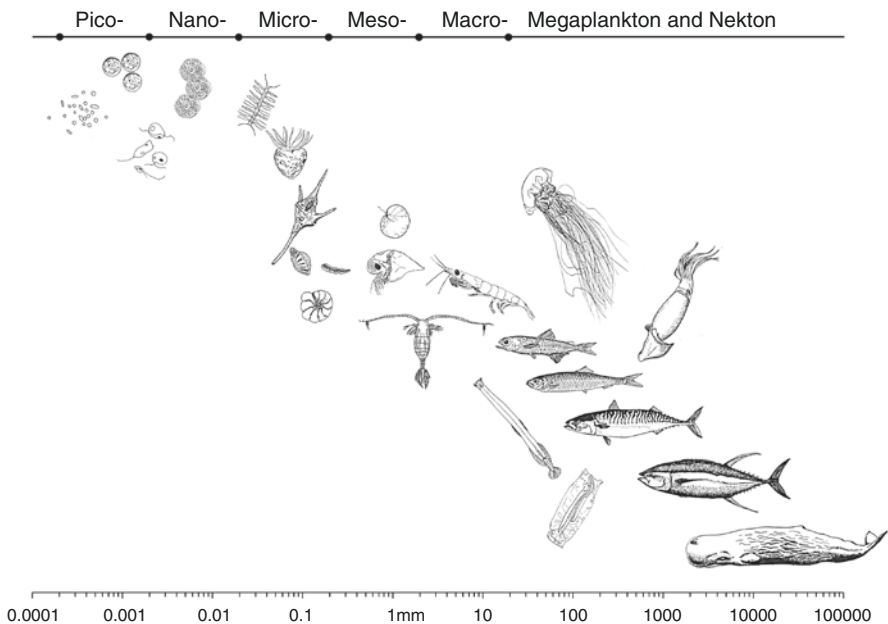 Pico- Nano- Micro- Meso- Macro- Megaplankton and Nekton
0.0001 0.001 0.01 0.1 1mm 10 100 1000 10000 100000